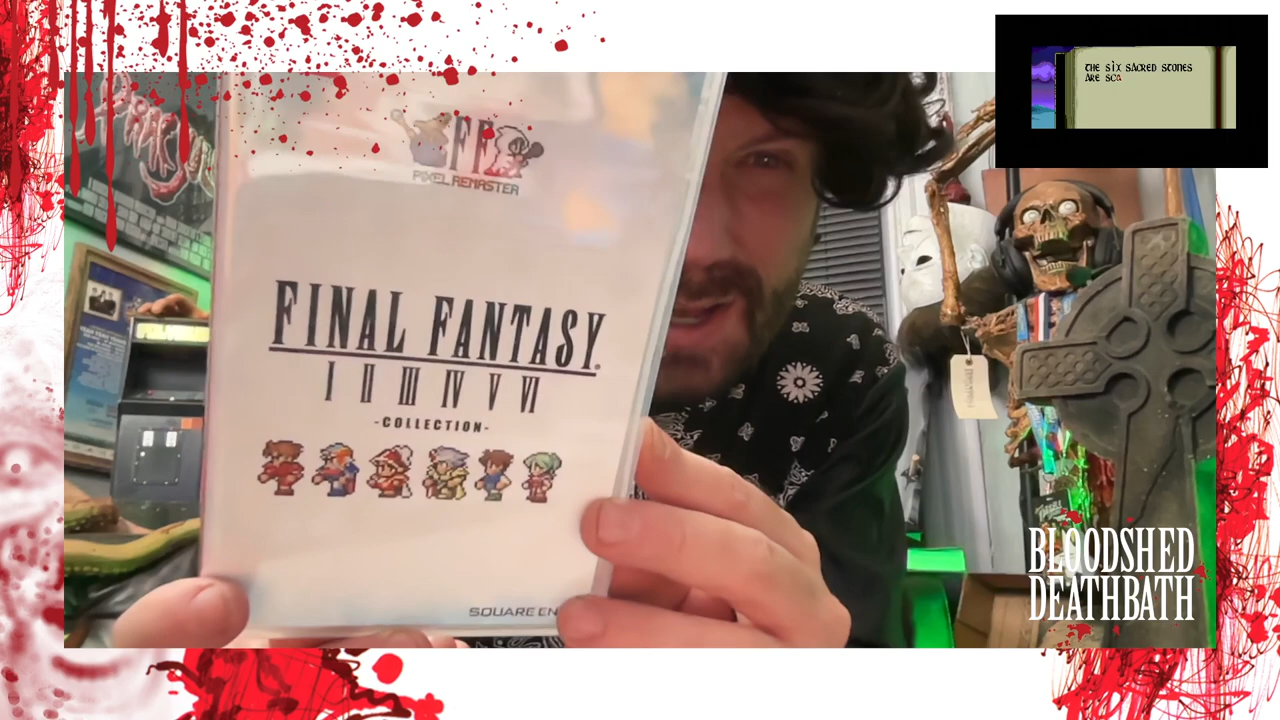 THE SIX SACRED STONES
ARE SCA
FF
PIXEL REMASTER
FINAL FANTASY®
I II III IV V VI
-COLLECTION-
SQUARE EN
BLOODSHED
DEATHBATH